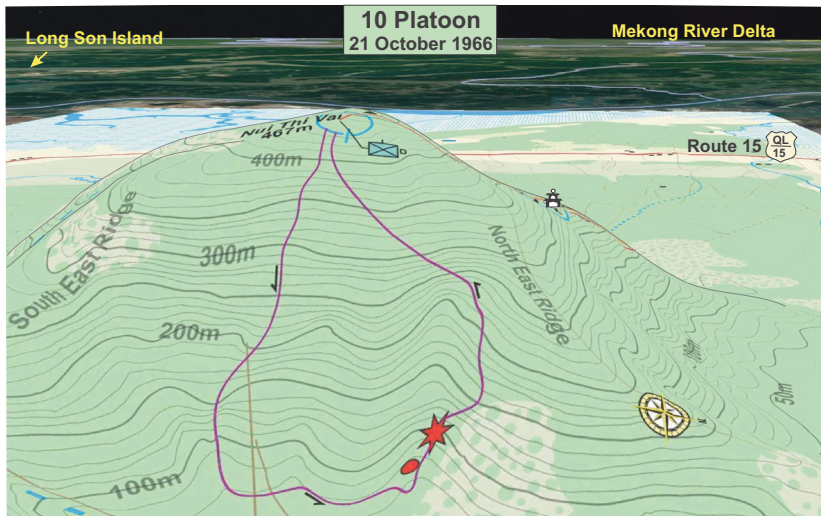 10 Platoon
21 October 1966
Long Son Island
Mekong River Delta
Nui Thi Vai
467m
Route 15
QL
15
400m
D
South East Ridge
300m
North East Ridge
200m
100m
50m
N
100m